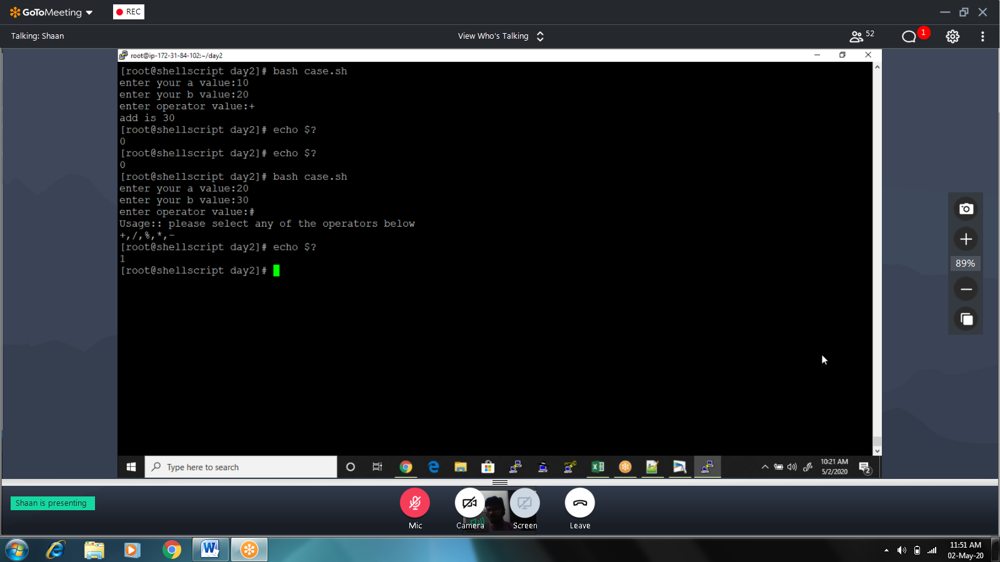 GoToMeeting
REC
Talking: Shaan
View Who's Talking
52
1
root@ip-172-31-84-102:~/day2
[root@shellscript day2]# bash case.sh
enter your a value:10
enter your b value:20
enter operator value:+
add is 30
[root@shellscript day2]# echo $?
0
[root@shellscript day2]# echo $?
0
[root@shellscript day2]# bash case.sh
enter your a value:20
enter your b value:30
enter operator value:#
Usage:: please select any of the operators below
+,/,%,*,-
[root@shellscript day2]# echo $?
1
[root@shellscript day2]#
89%
Type here to search
10:21 AM
5/2/2020
2
Shaan is presenting
Mic
Camera
Screen
Leave
11:51 AM
02-May-20